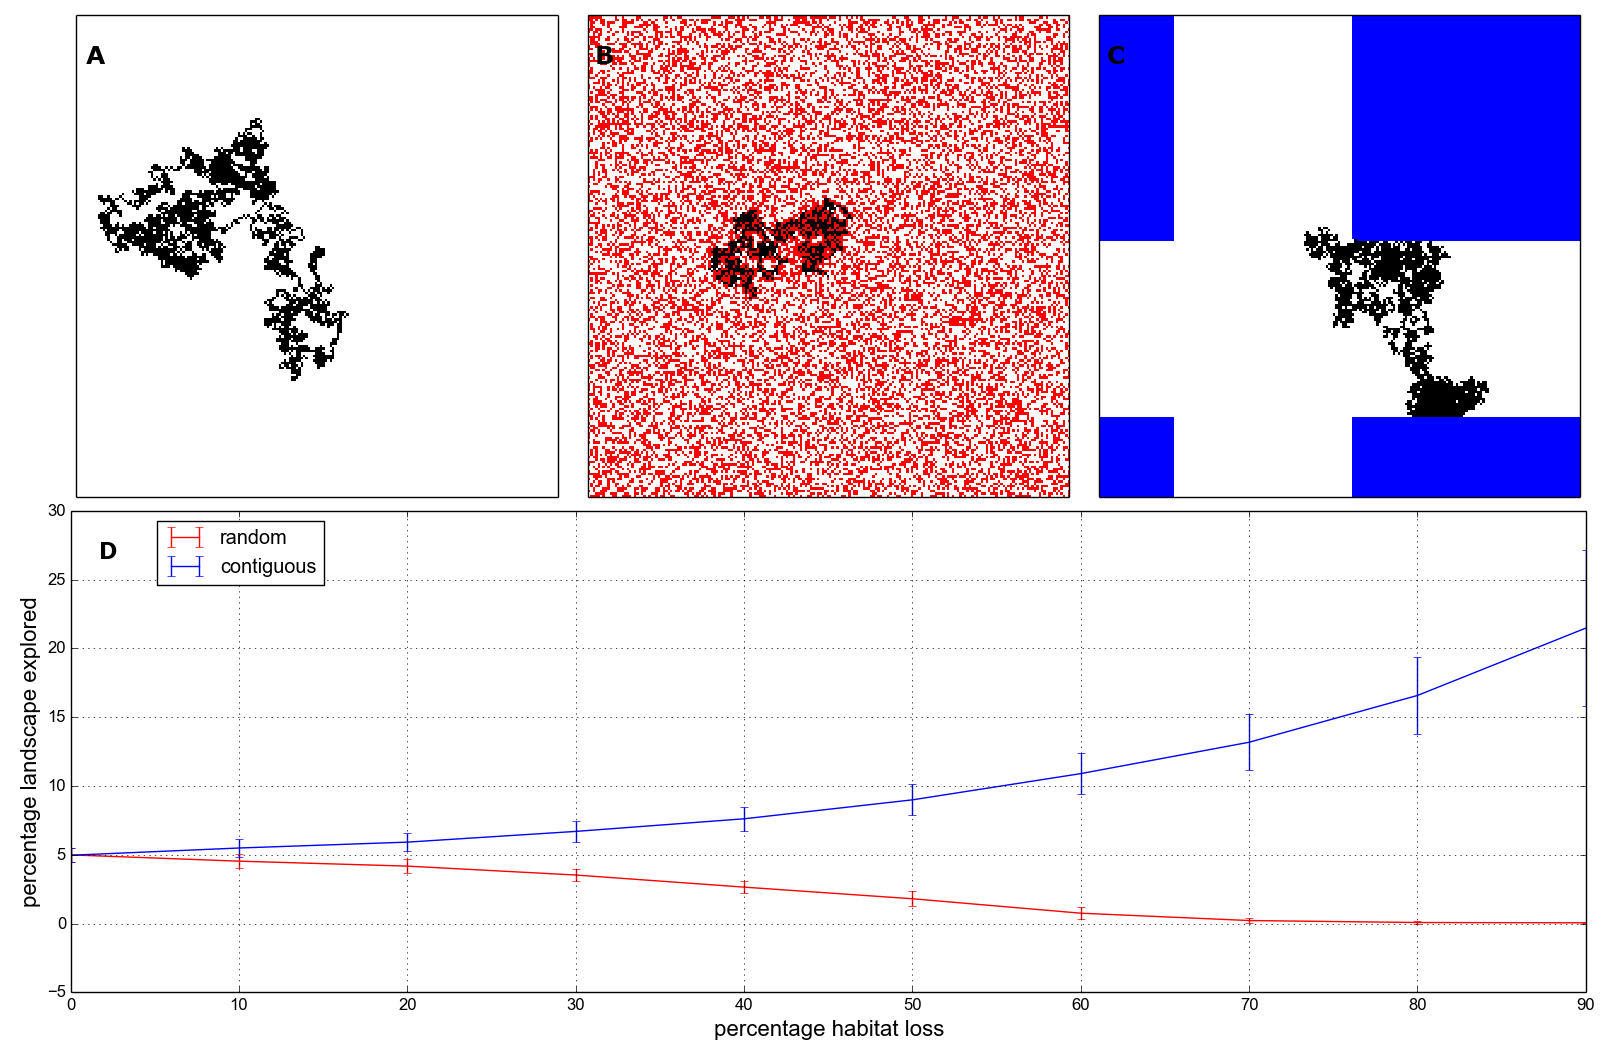 A
B
C
D
random
contiguous
percentage landscape explored
30
25
20
15
10
5
0
−5
0 10 20 30 40 50 60 70 80 90
percentage habitat loss